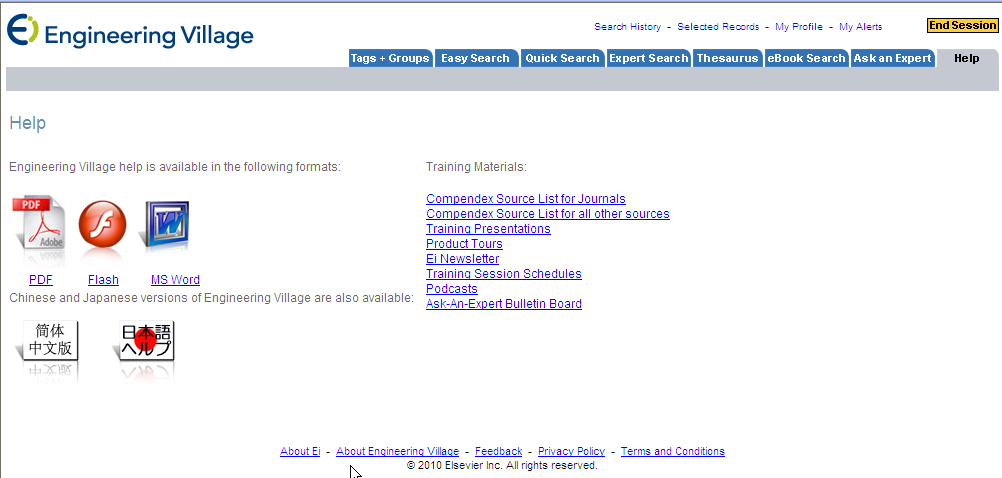 Ei Engineering Village
Search History - Selected Records - My Profile - My Alerts
End Session
Tags + Groups Easy Search Quick Search Expert Search Thesaurus eBook Search Ask an Expert Help
Help
Engineering Village help is available in the following formats:
PDF
Adobe
W
PDF Flash MS Word
Chinese and Japanese versions of Engineering Village are also available:
简体
中文版
日本語
ヘルプ
Training Materials:
Compendex Source List for Journals
Compendex Source List for all other sources
Training Presentations
Product Tours
Ei Newsletter
Training Session Schedules
Podcasts
Ask-An-Expert Bulletin Board
About Ei - About Engineering Village - Feedback - Privacy Policy - Terms and Conditions
© 2010 Elsevier Inc. All rights reserved.